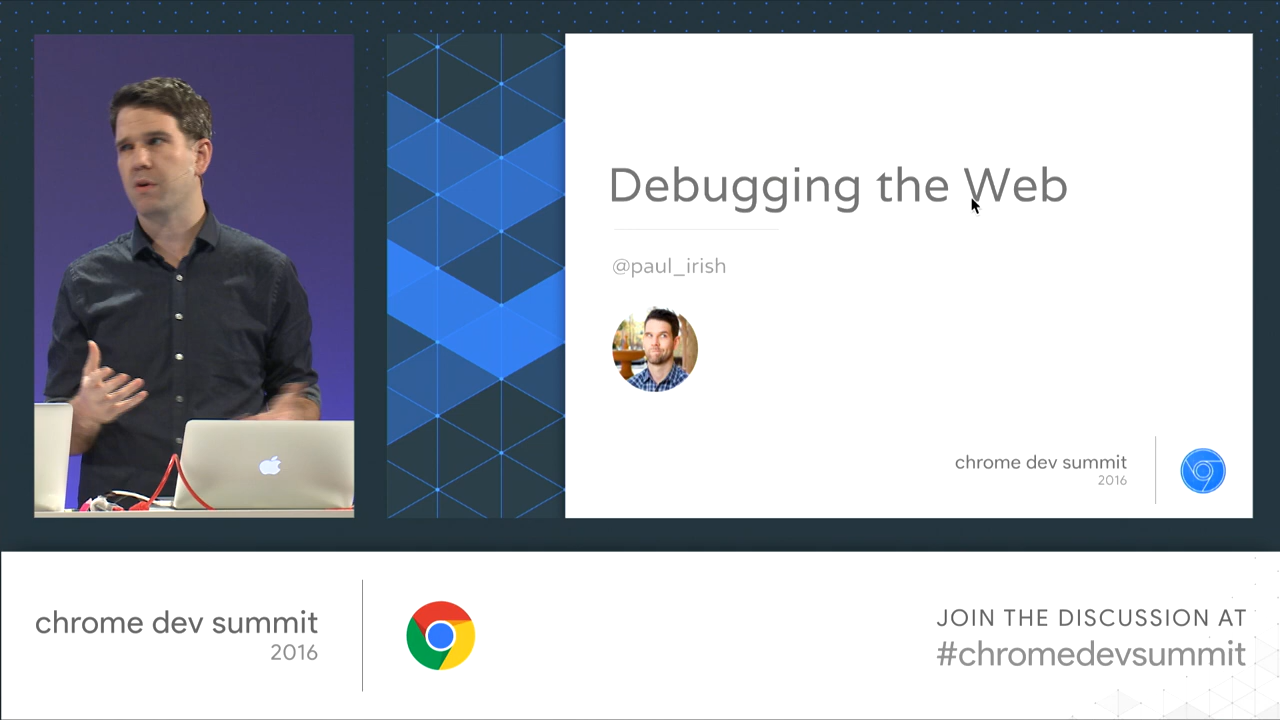 Debugging the Web
@paul_irish
chrome dev summit
2016
chrome dev summit
2016
JOIN THE DISCUSSION AT
#chromedevsummit